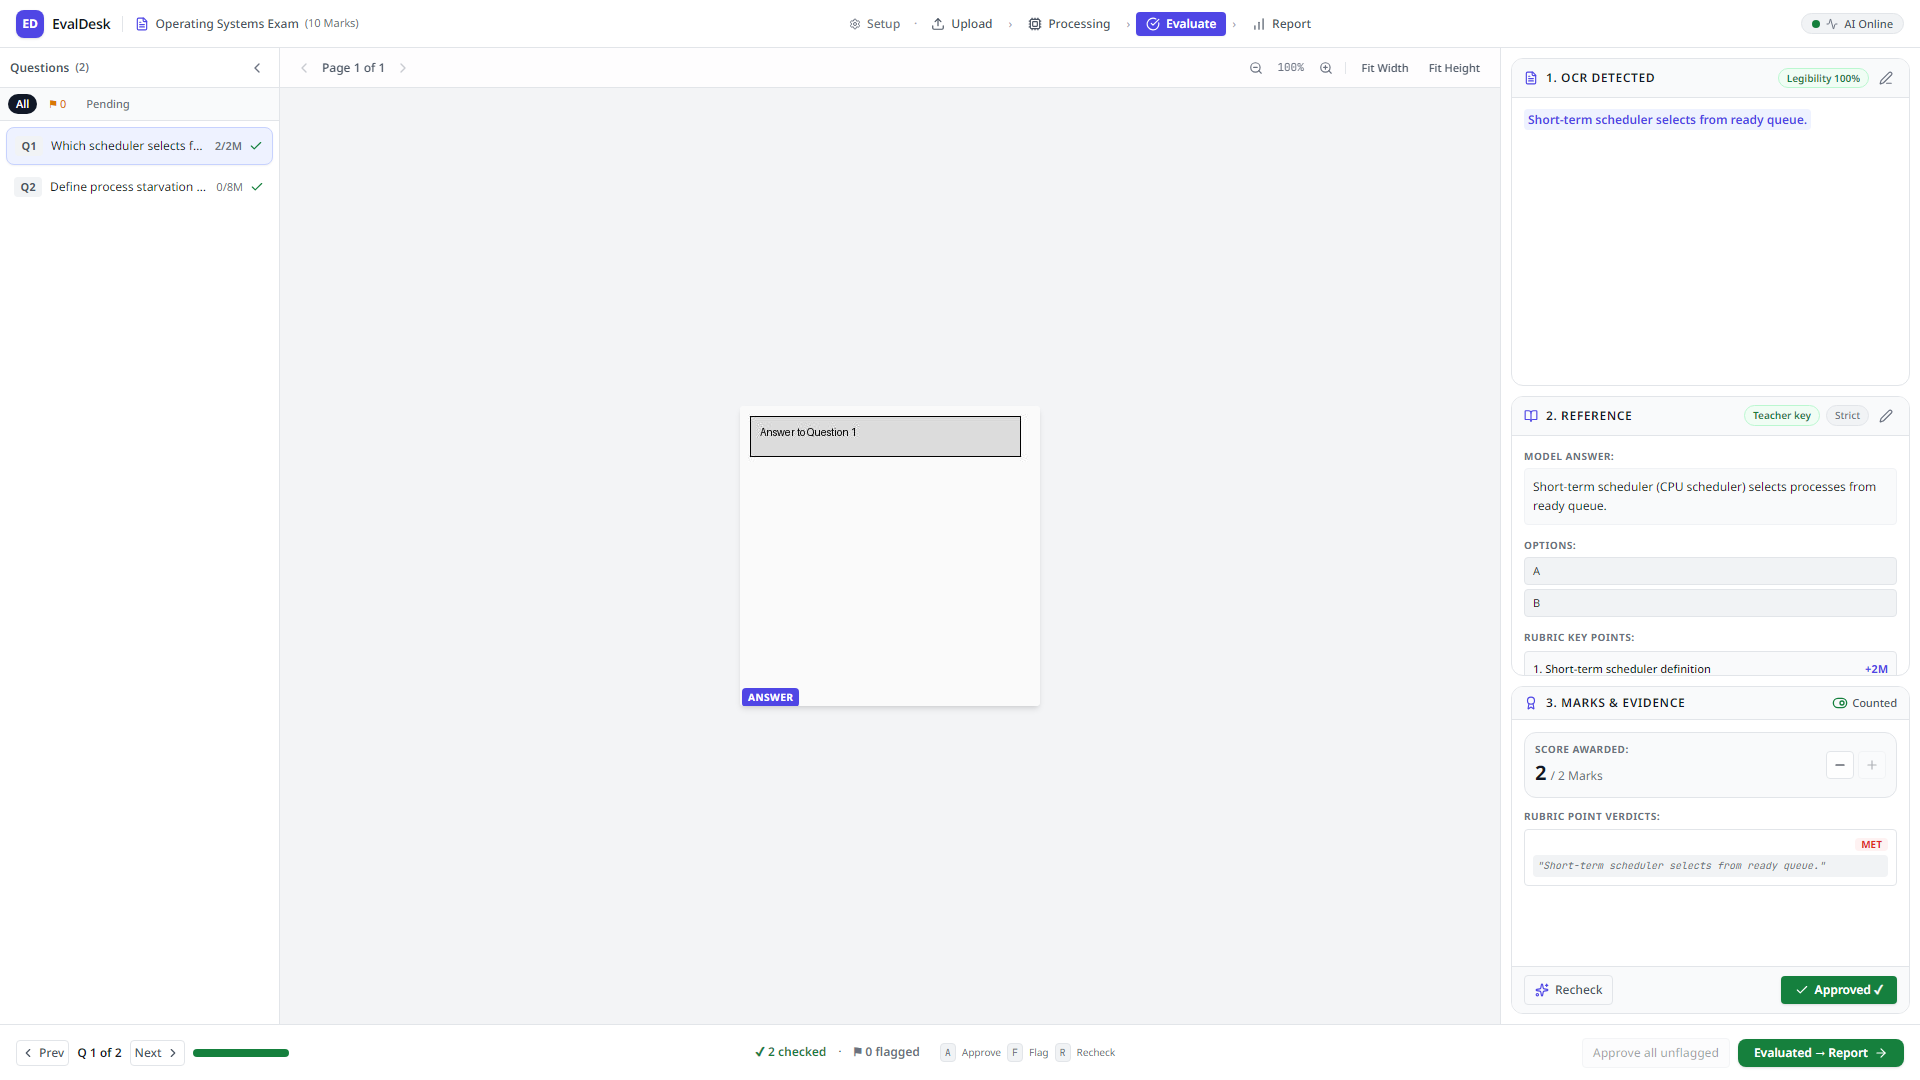 ED EvalDesk Operating Systems Exam (10 Marks) Setup · Upload › Processing › Evaluate › Report AI Online
Questions (2)
All 0 Pending
Q1 Which scheduler selects f... 2/2M
Q2 Define process starvation ... 0/8M
Page 1 of 1 100% Fit Width Fit Height
Answer to Question 1
ANSWER
1. OCR DETECTED Legibility 100%
Short-term scheduler selects from ready queue.
2. REFERENCE Teacher key Strict
MODEL ANSWER:
Short-term scheduler (CPU scheduler) selects processes from
ready queue.
OPTIONS:
A
B
RUBRIC KEY POINTS:
1. Short-term scheduler definition +2M
3. MARKS & EVIDENCE Counted
SCORE AWARDED:
2 / 2 Marks
RUBRIC POINT VERDICTS:
MET
"Short-term scheduler selects from ready queue."
Recheck Approved ✓
Prev Q 1 of 2 Next ✓ 2 checked · 0 flagged A Approve F Flag R Recheck Approve all unflagged Evaluated → Report →